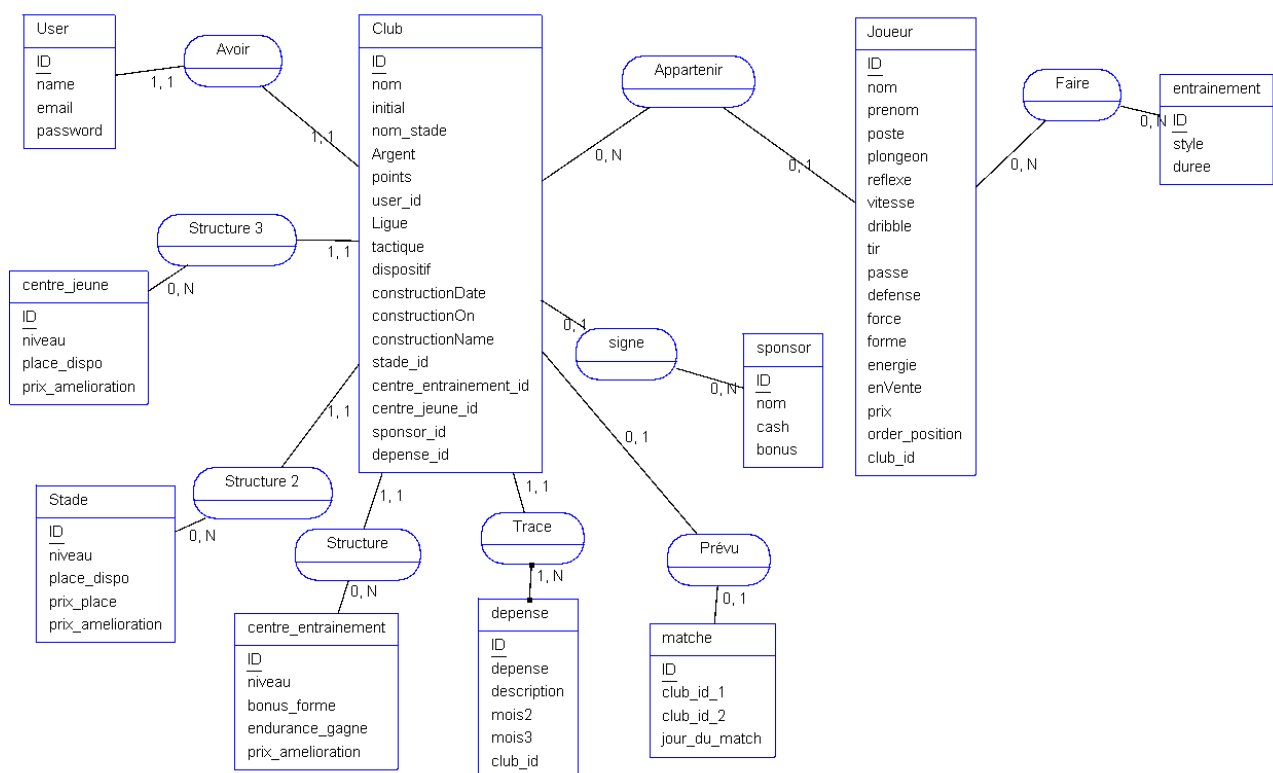 User
ID
name
email
password
Avoir
1, 1
1, 1
Club
ID
nom
initial
nom_stade
Argent
points
user_id
Ligue
tactique
dispositif
constructionDate
constructionOn
constructionName
stade_id
centre_entrainement_id
centre_jeune_id
sponsor_id
depense_id
Appartenir
0, N
0, 1
Joueur
ID
nom
prenom
poste
plongeon
reflexe
vitesse
dribble
tir
passe
defense
force
forme
energie
enVente
prix
order_position
club_id
Faire
0, N
0, N
entrainement
ID
style
duree
Structure 3
1, 1
0, N
centre_jeune
ID
niveau
place_dispo
prix_amelioration
signe
0, 1
0, N
sponsor
ID
nom
cash
bonus
Structure 2
1, 1
0, N
Stade
ID
niveau
place_dispo
prix_place
prix_amelioration
Structure
1, 1
0, N
centre_entrainement
ID
niveau
bonus_forme
endurance_gagne
prix_amelioration
Trace
1, 1
1, N
depense
ID
depense
description
mois2
mois3
club_id
Prévu
0, 1
0, 1
matche
ID
club_id_1
club_id_2
jour_du_match